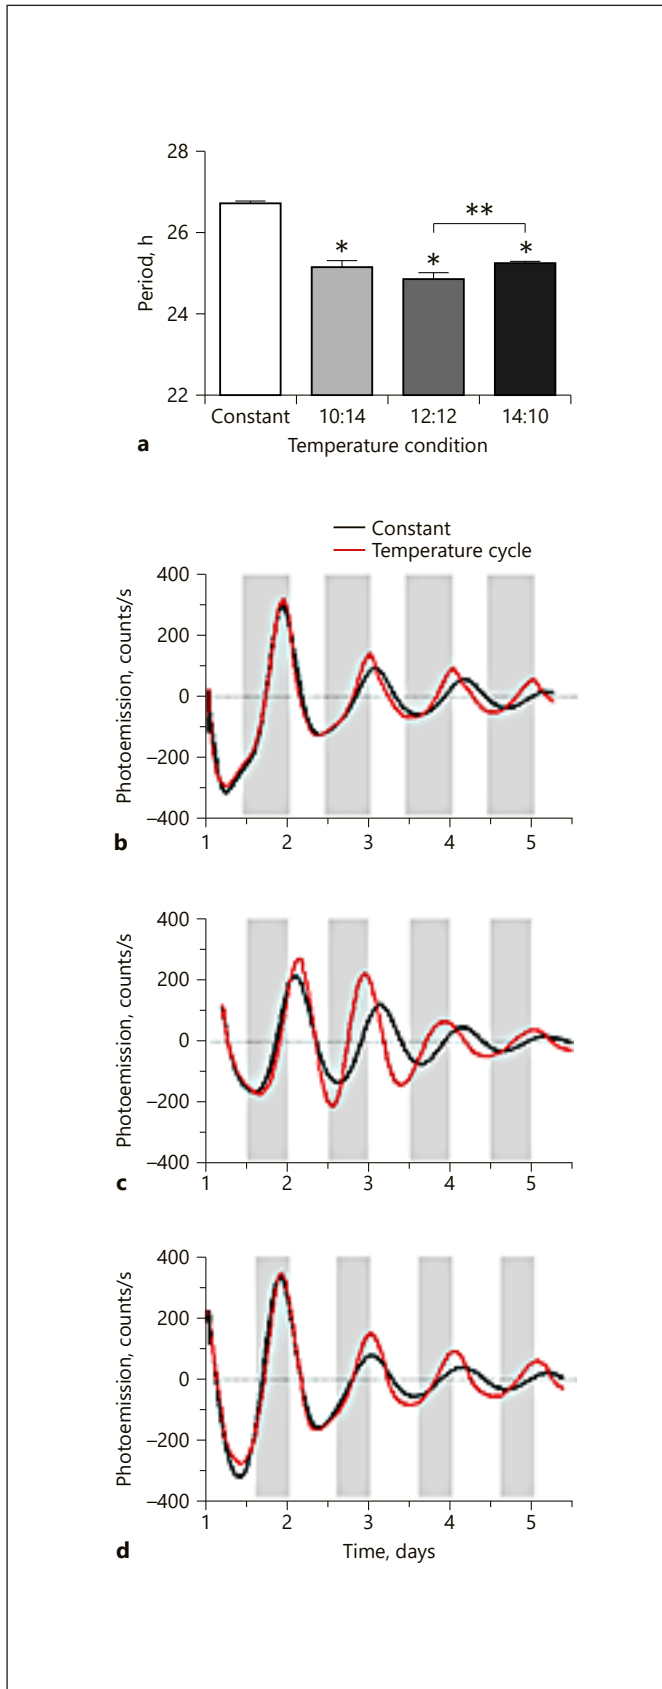 28
26
24
22
Period, h
*
*
*
**
Constant 10:14 12:12 14:10
Temperature condition
a
Constant
Temperature cycle
400
200
0
–200
–400
Photoemission, counts/s
1 2 3 4 5
b
400
200
0
–200
–400
Photoemission, counts/s
1 2 3 4 5
c
400
200
0
–200
–400
Photoemission, counts/s
1 2 3 4 5
Time, days
d